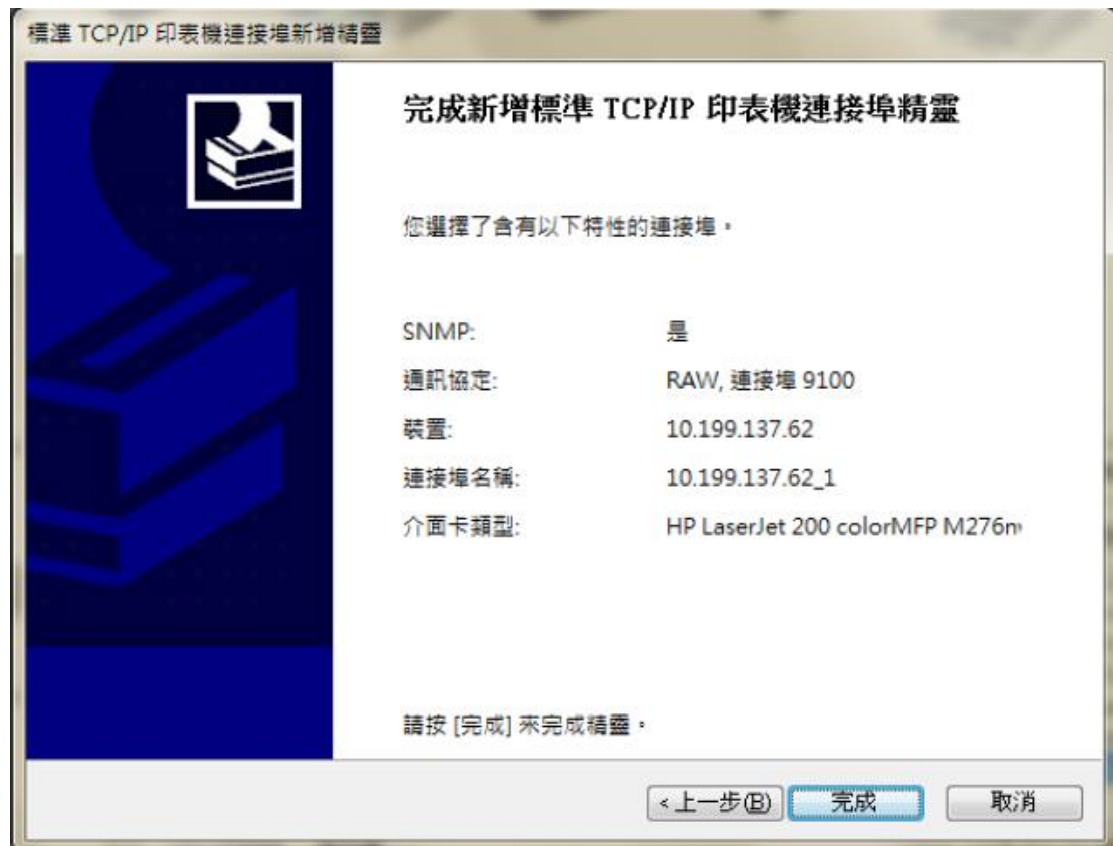 標準 TCP/IP 印表機連接埠新增精靈
完成新增標準 TCP/IP 印表機連接埠精靈
您選擇了含有以下特性的連接埠。
SNMP: 是
通訊協定: RAW, 連接埠 9100
裝置: 10.199.137.62
連接埠名稱: 10.199.137.62_1
介面卡類型: HP LaserJet 200 colorMFP
請按 [完成] 來完成精靈。
<上一步(B) 完成 取消